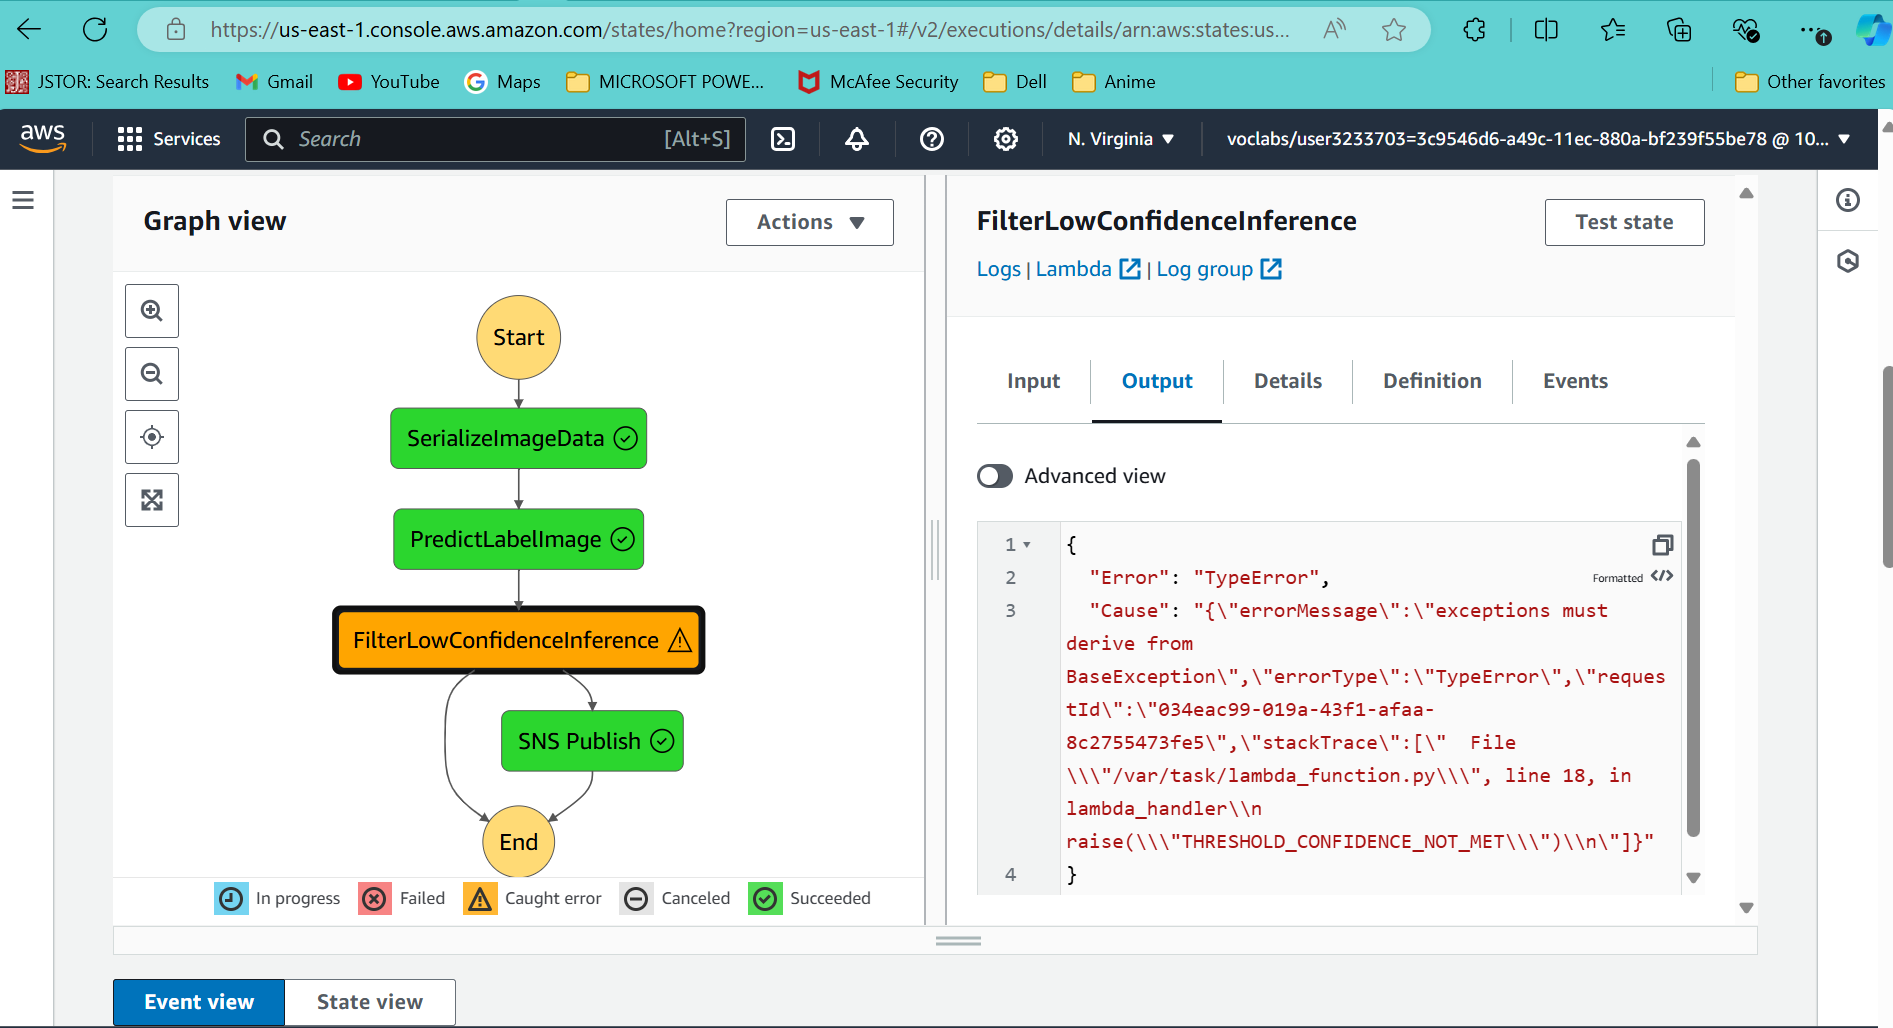 https://us-east-1.console.aws.amazon.com/states/home?region=us-east-1#/v2/executions/details/arn:aws:states:us...
JSTOR: Search Results
Gmail
YouTube
Maps
MICROSOFT POWE...
McAfee Security
Dell
Anime
Other favorites
aws
Services
Search
[Alt+S]
N. Virginia
voclabs/user3233703=3c9546d6-a49c-11ec-880a-bf239f55be78 @ 10...
Graph view
Actions
Start
SerializeImageData
PredictLabelImage
FilterLowConfidenceInference
SNS Publish
End
In progress
Failed
Caught error
Canceled
Succeeded
FilterLowConfidenceInference
Test state
Logs | Lambda | Log group
Input
Output
Details
Definition
Events
Advanced view
Formatted
1 {
2 "Error": "TypeError",
3 "Cause": "{\"errorMessage\":\"exceptions must
derive from
BaseException\",\"errorType\":\"TypeError\",\"reques
tId\":\"034eac99-019a-43f1-afaa-
8c2755473fe5\",\"stackTrace\":[\"  File
\\\"/var/task/lambda_function.py\\\", line 18, in
lambda_handler\\n
raise(\\\"THRESHOLD_CONFIDENCE_NOT_MET\\\")\\n\"]}"
4 }
Event view
State view